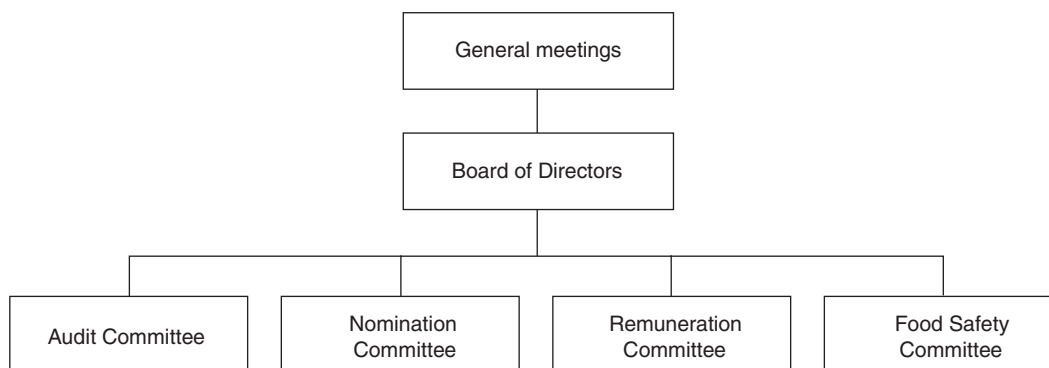 General meetings
Board of Directors
Audit Committee
Nomination
Committee
Remuneration
Committee
Food Safety
Committee